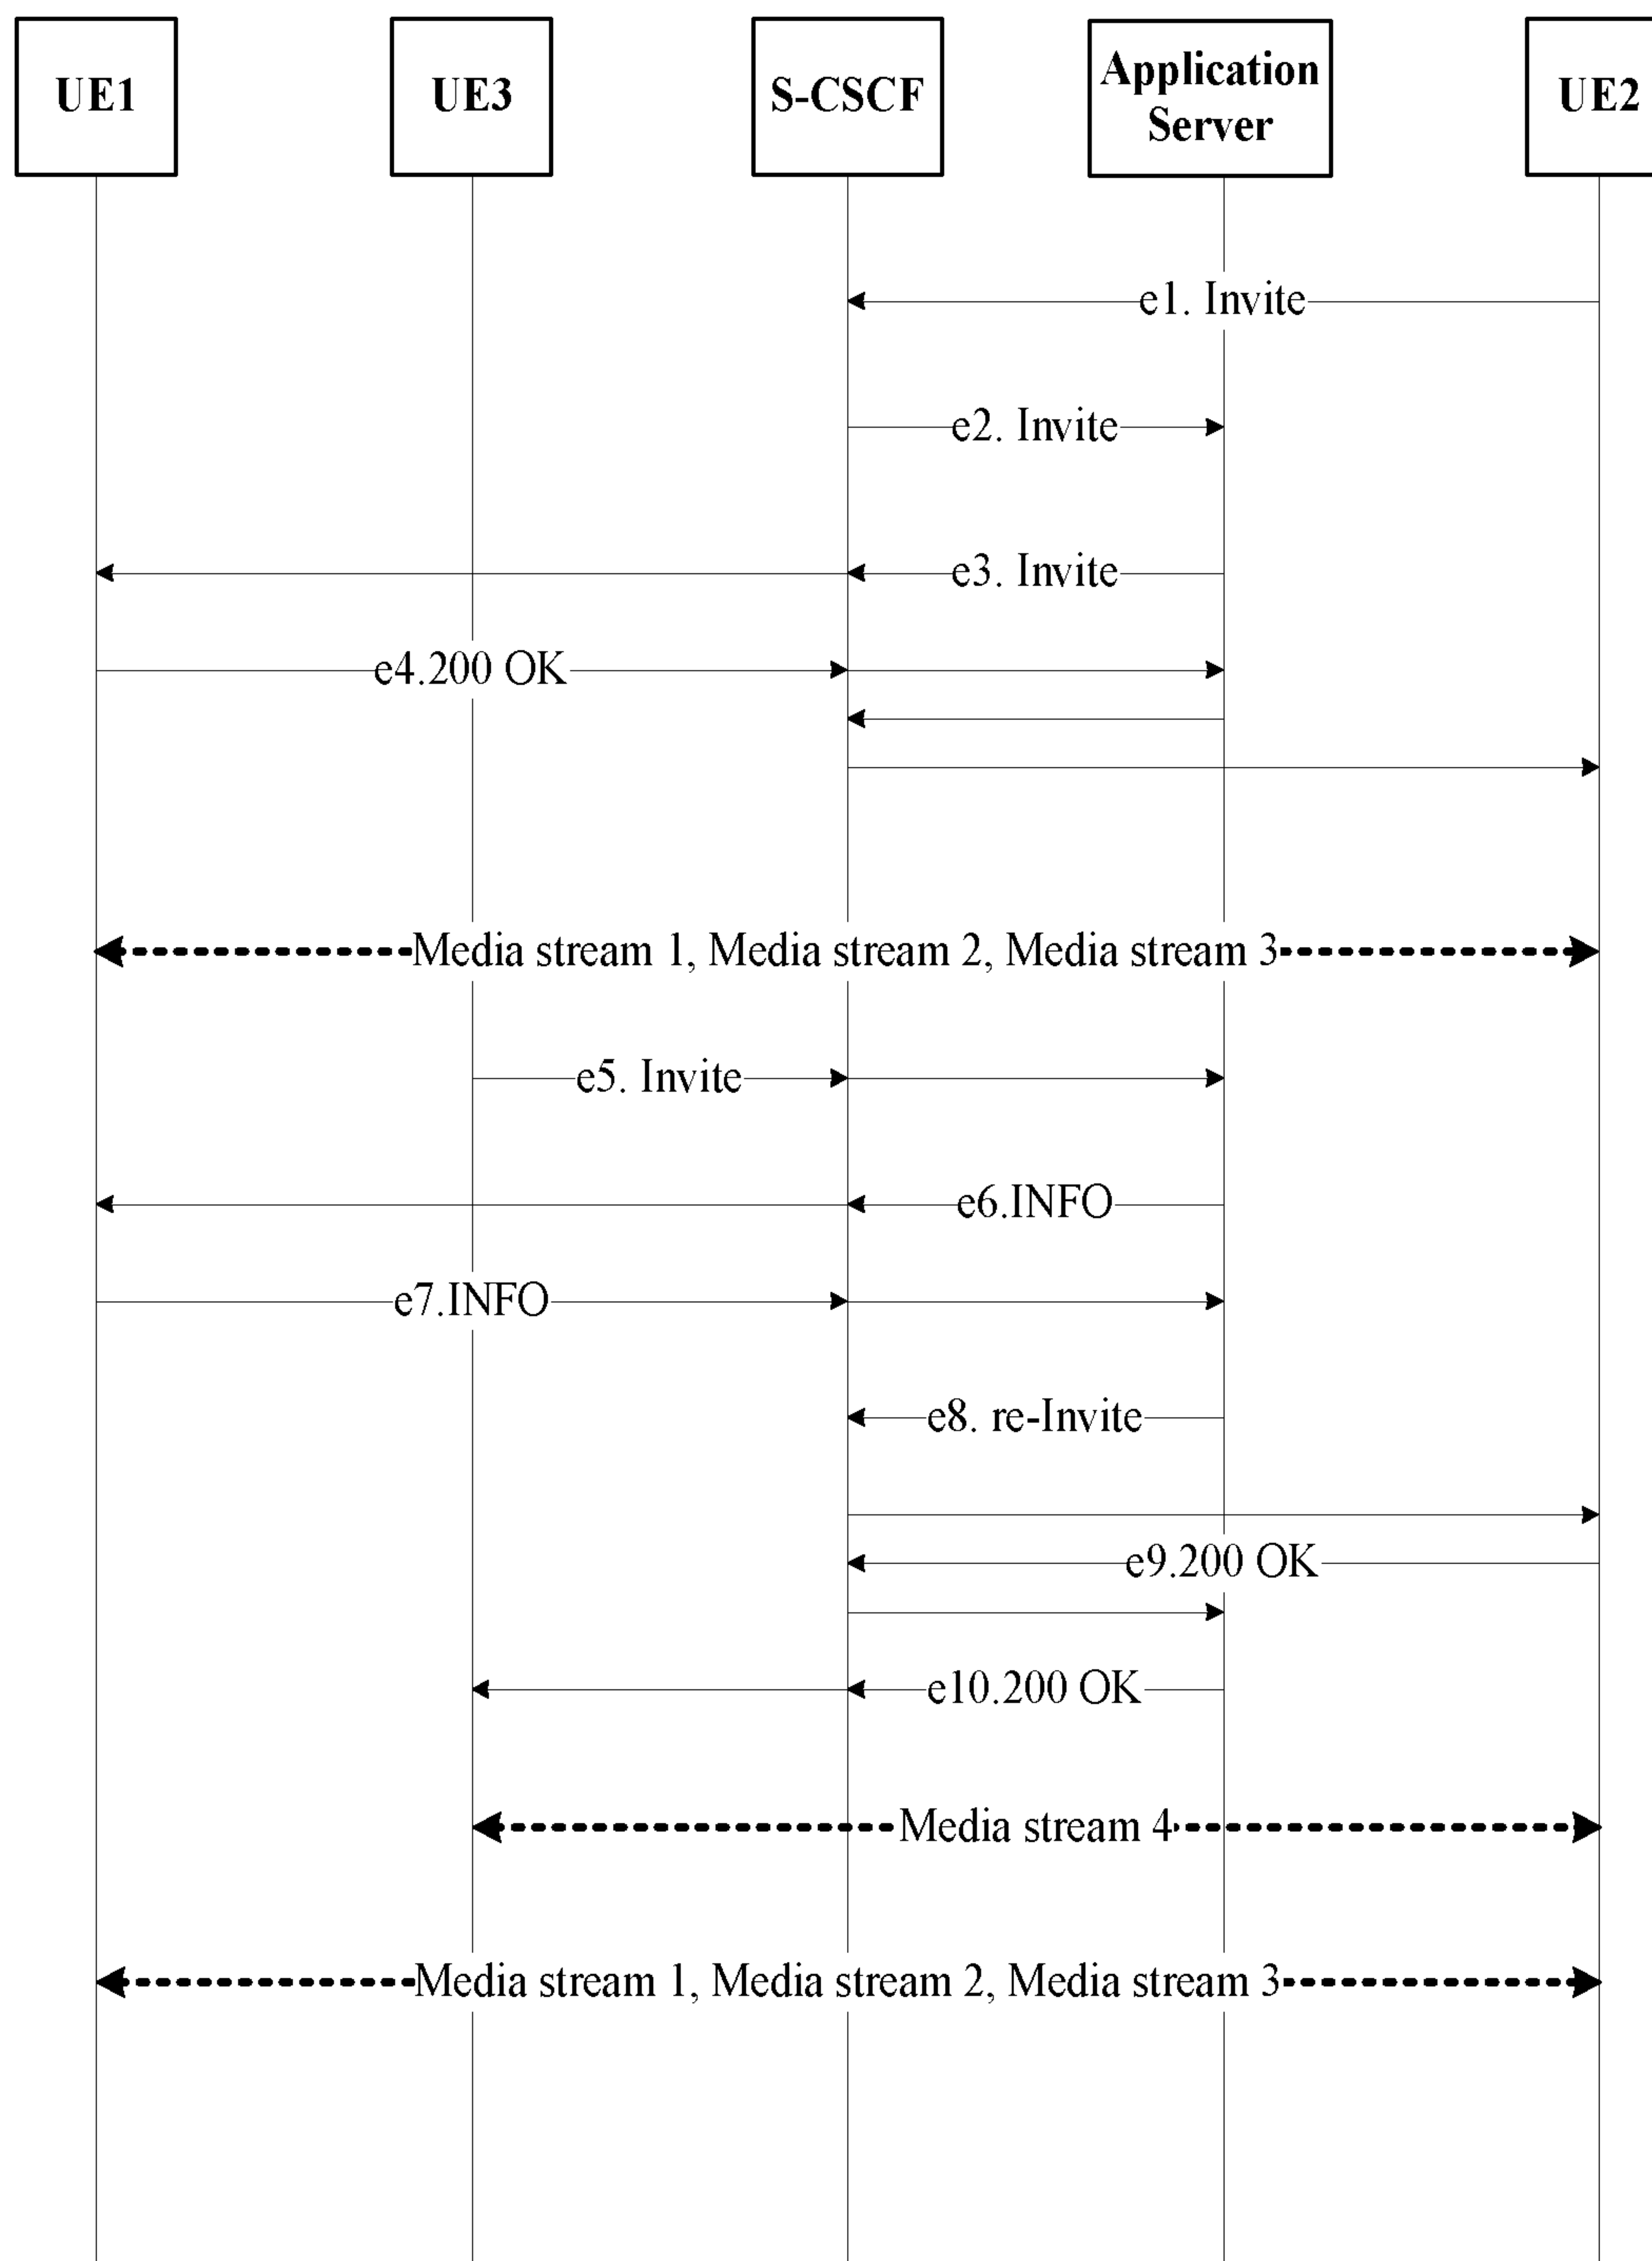 UE1
UE3
S-CSCF
Application
Server
UE2
e1. Invite
e2. Invite
e3. Invite
e4.200 OK
Media stream 1, Media stream 2, Media stream 3
e5. Invite
e6.INFO
e7.INFO
e8. re-Invite
e9.200 OK
e10.200 OK
Media stream 4
Media stream 1, Media stream 2, Media stream 3